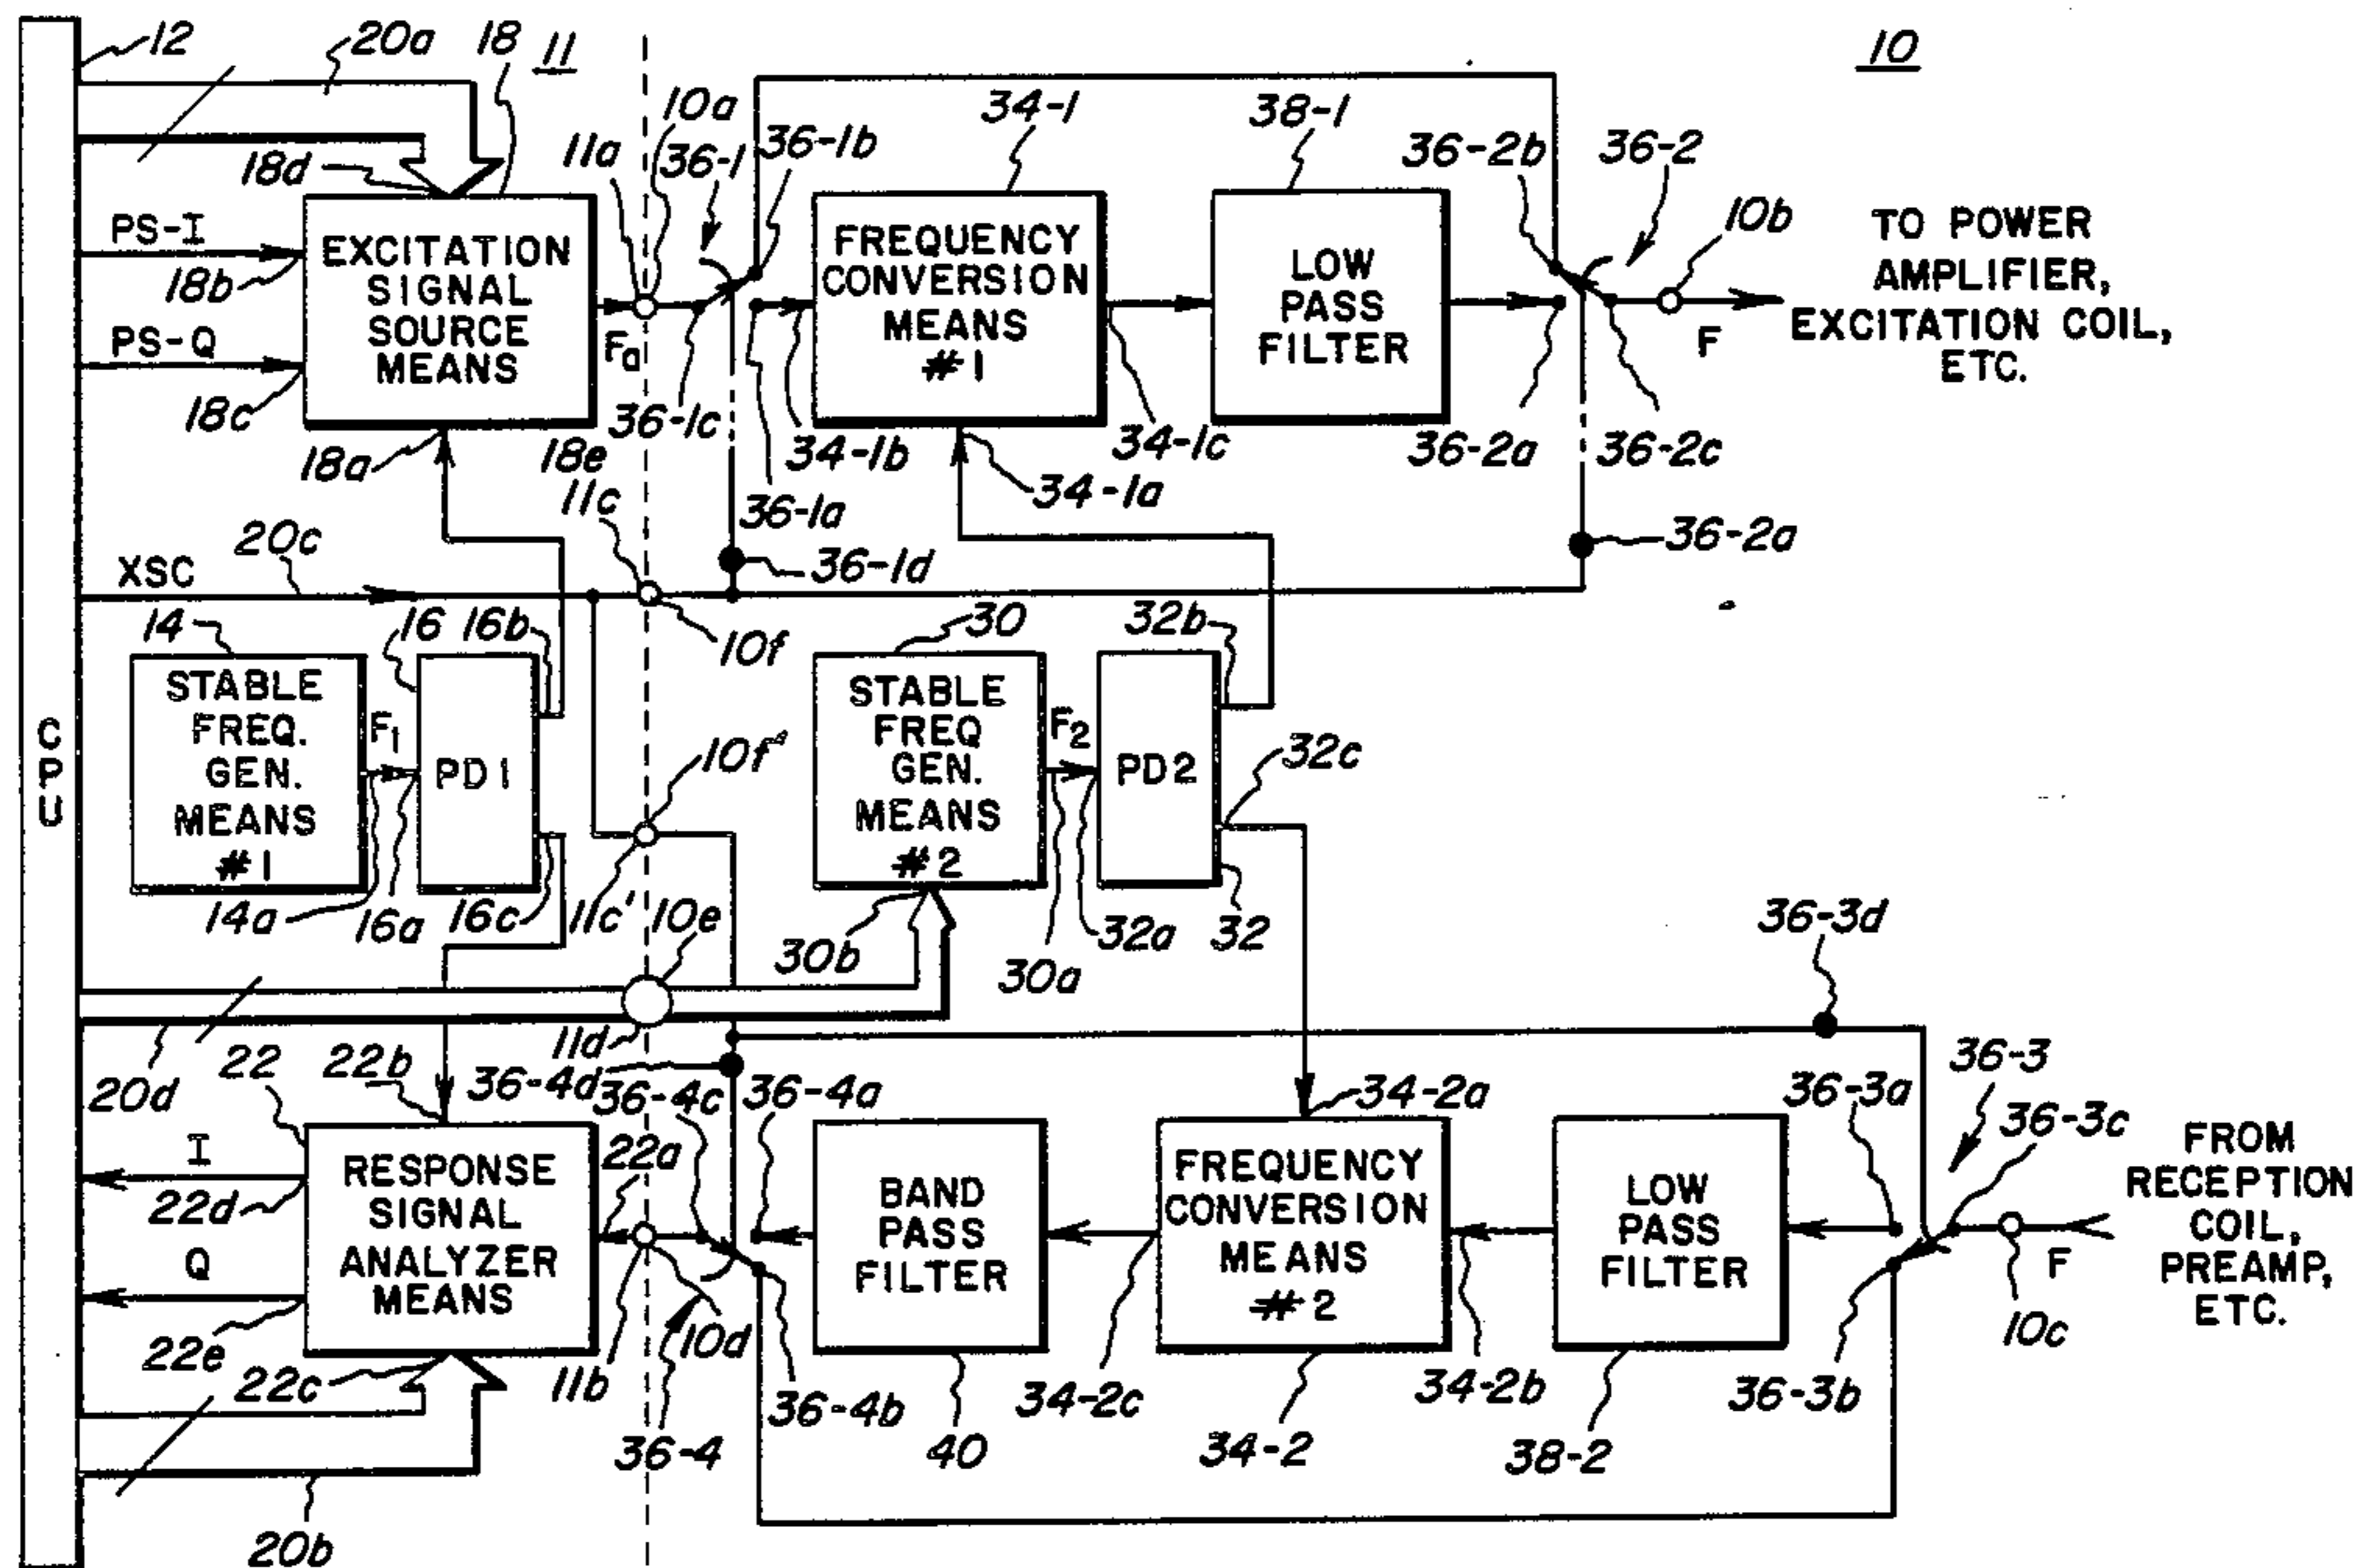 12
20a
18
11
10
10a
11a
36-1
36-1b
34-1
38-1
36-2b
36-2
10b
18d
PS-I
18b
PS-Q
18c
EXCITATION
SIGNAL
SOURCE
MEANS
Fa
FREQUENCY
CONVERSION
MEANS
#1
LOW
PASS
FILTER
F
TO POWER
AMPLIFIER,
EXCITATION COIL,
ETC.
18a
18e
36-1c
34-1b
34-1c
36-2a
36-2c
36-1a
34-1a
11c
20c
XSC
36-1d
36-2a
14
16
16b
10f
30
32b
STABLE
FREQ.
GEN.
MEANS
#1
F1
PD1
10f'
STABLE
FREQ
GEN.
MEANS
#2
F2
PD2
32c
CPU
14a
16a
16c
11c'
10e
30b
30a
32a
32
36-3d
11d
20d
22
22b
36-4d
36-4c
36-4a
34-2a
36-3a
36-3
36-3c
I
22d
Q
22e
RESPONSE
SIGNAL
ANALYZER
MEANS
22a
BAND
PASS
FILTER
FREQUENCY
CONVERSION
MEANS
#2
LOW
PASS
FILTER
F
10c
FROM
RECEPTION
COIL,
PREAMP,
ETC.
22c
11b
10d
36-4
36-4b
40
34-2c
34-2
34-2b
38-2
36-3b
20b